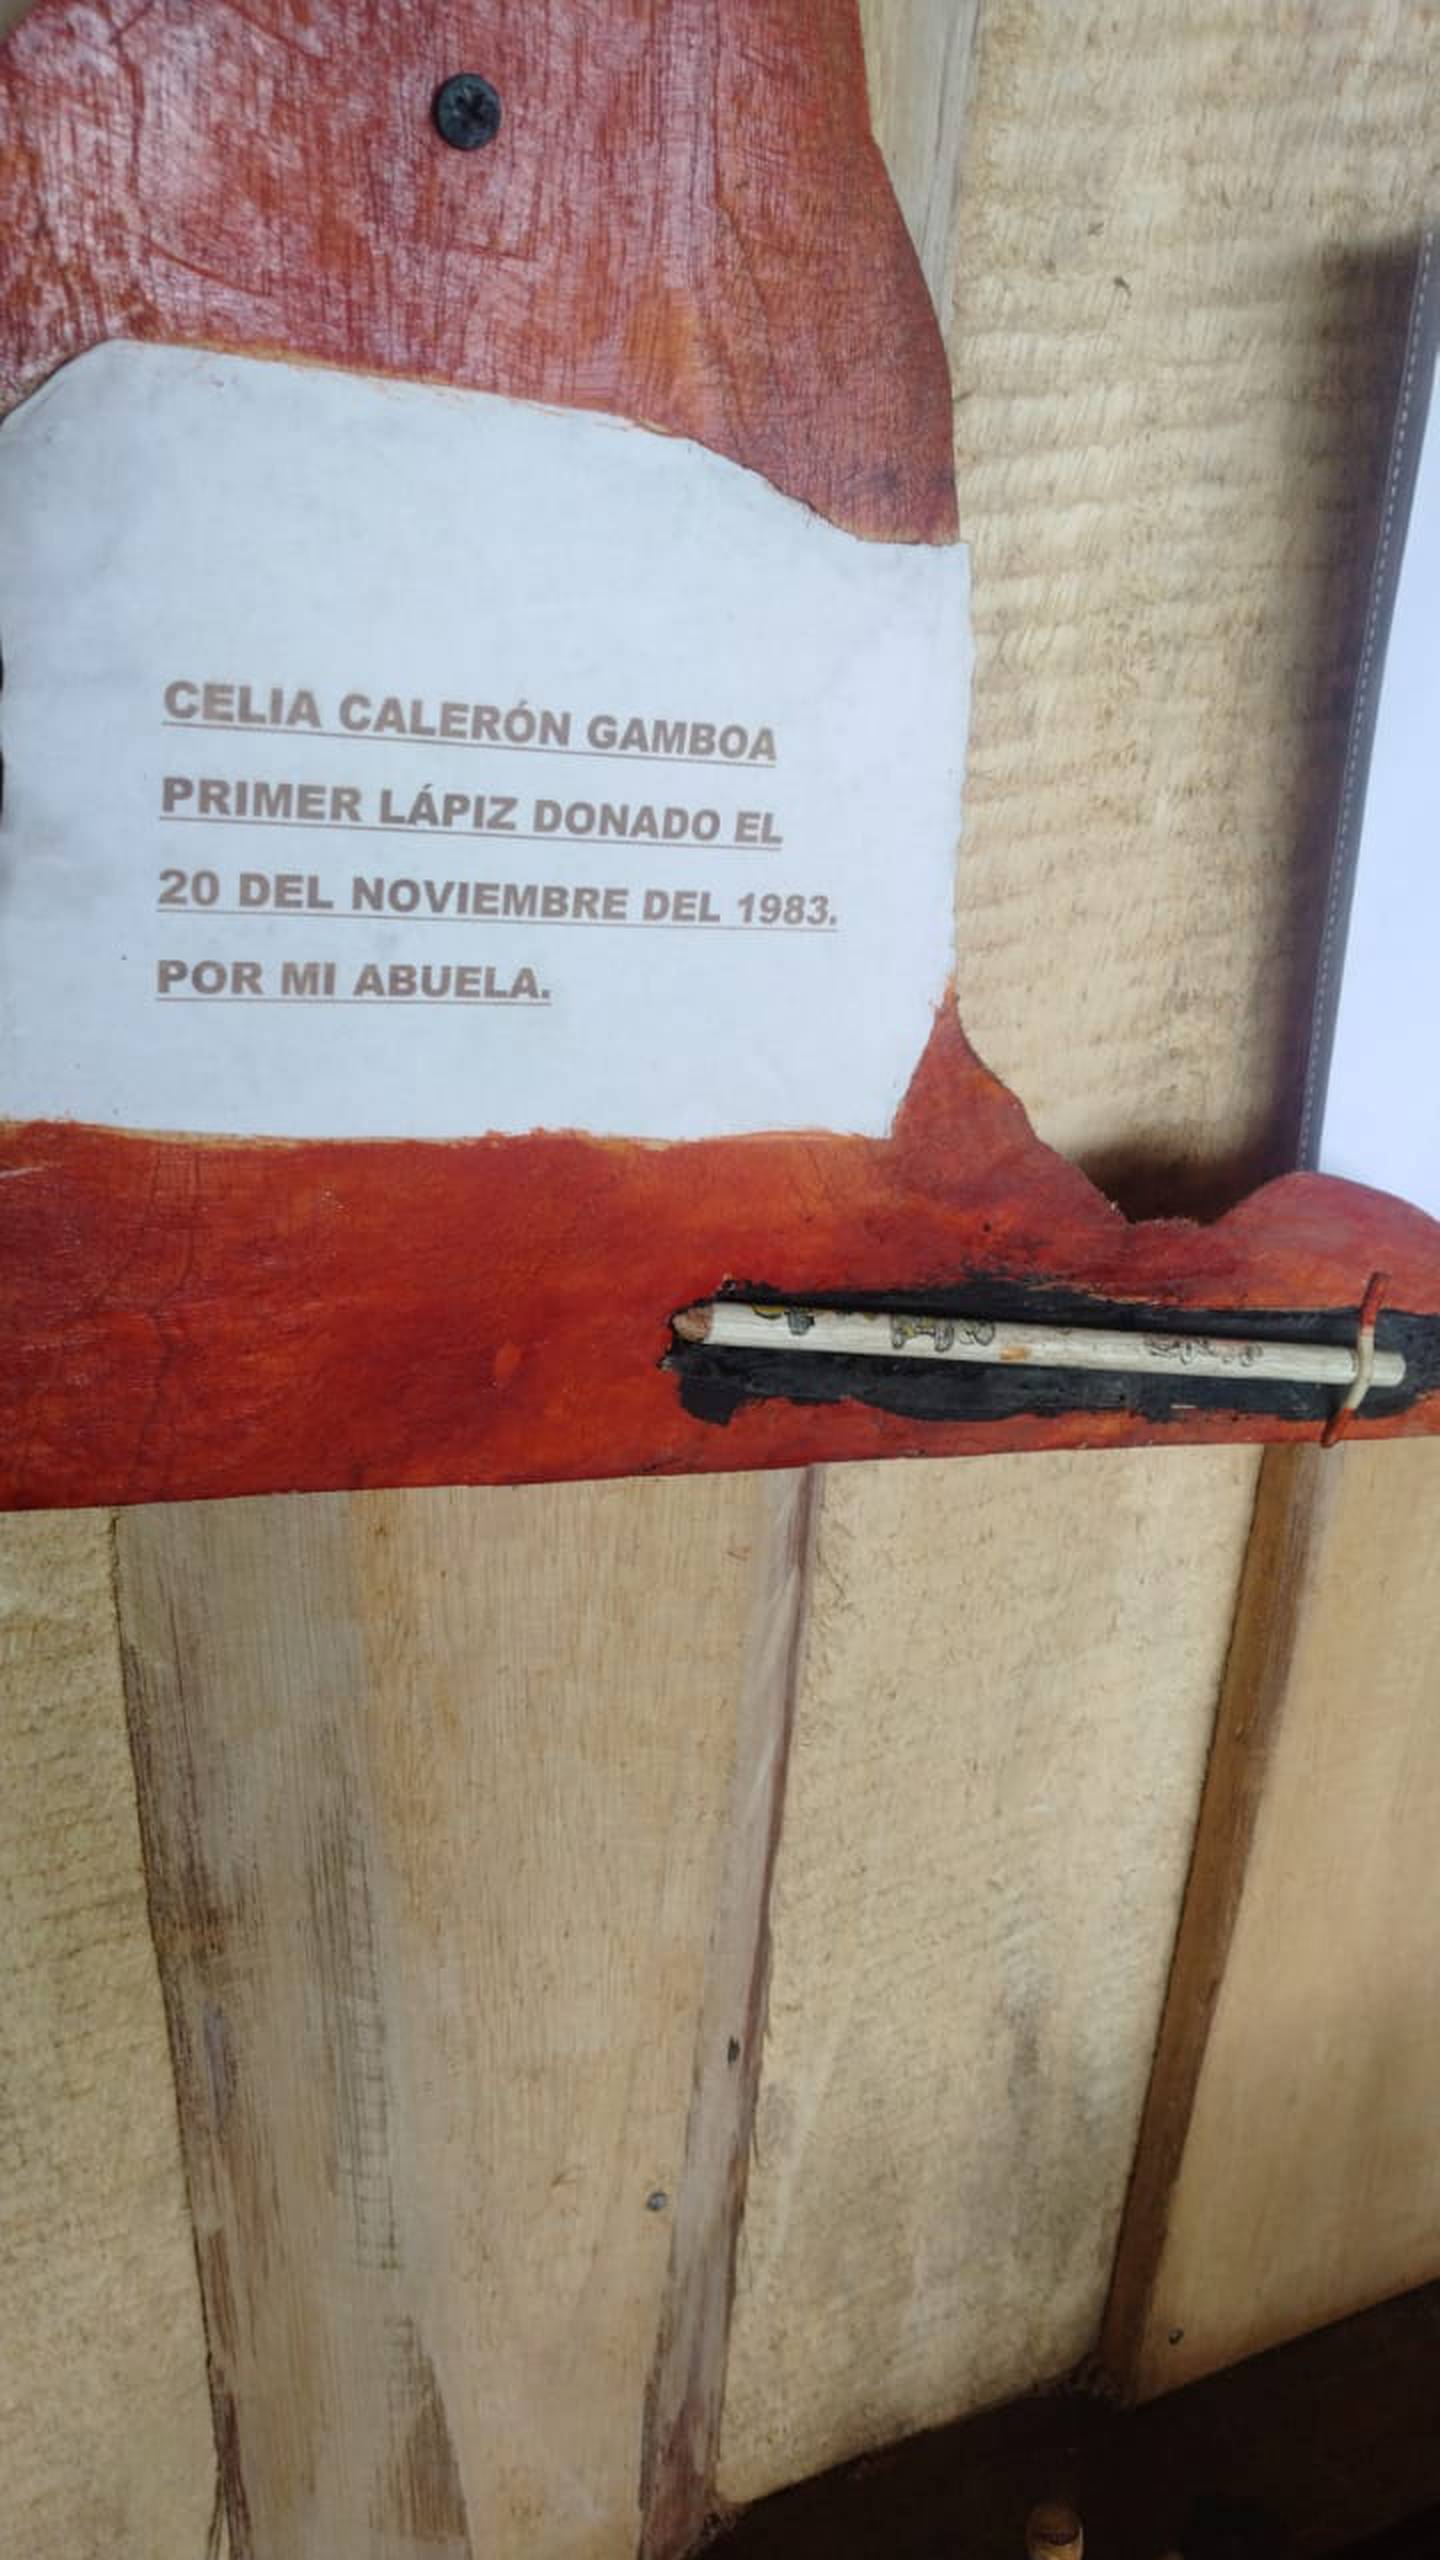 CELIA CALERÓN GAMBOA
PRIMER LÁPIZ DONADO EL
20 DEL NOVIEMBRE DEL 1983.
POR MI ABUELA.